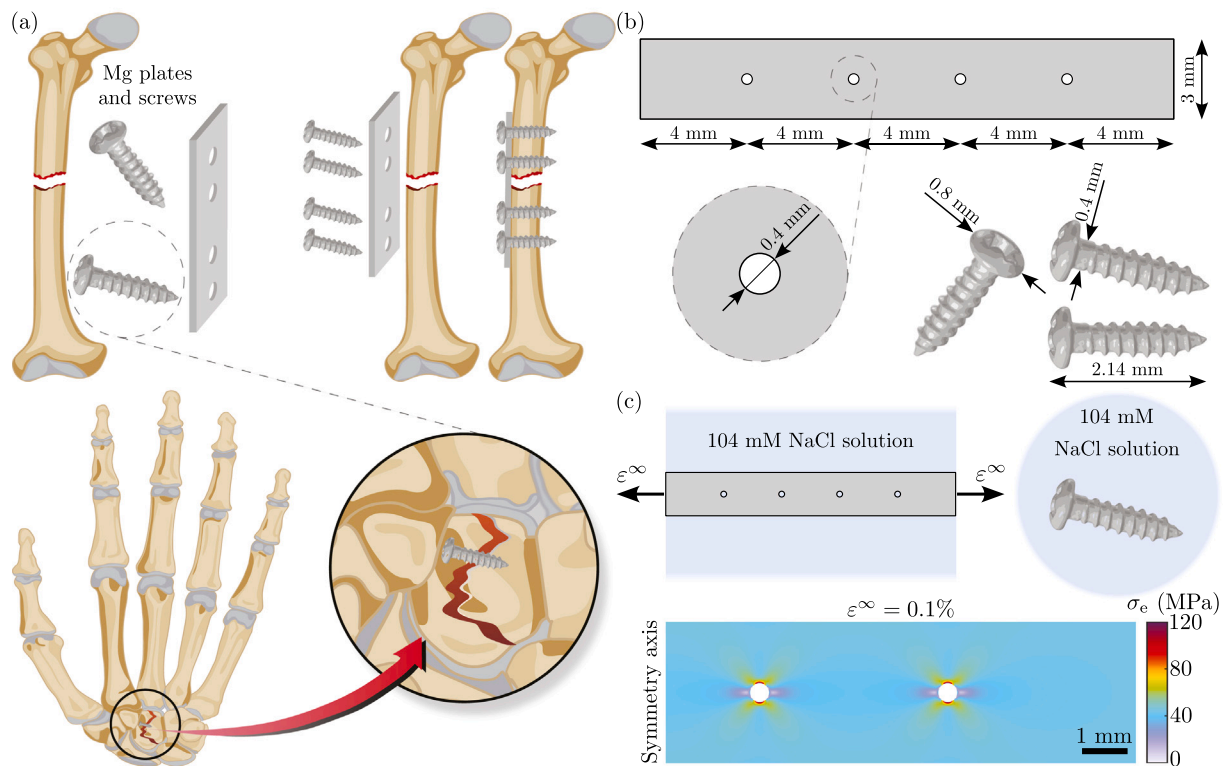 (a)
Mg plates
and screws
(b)
3 mm
4 mm
4 mm
4 mm
4 mm
4 mm
0.4 mm
0.8 mm
0.4 mm
2.14 mm
(c)
104 mM NaCl solution
ε∞
ε∞
104 mM
NaCl solution
ε∞ = 0.1%
σe (MPa)
120
80
40
0
Symmetry axis
1 mm